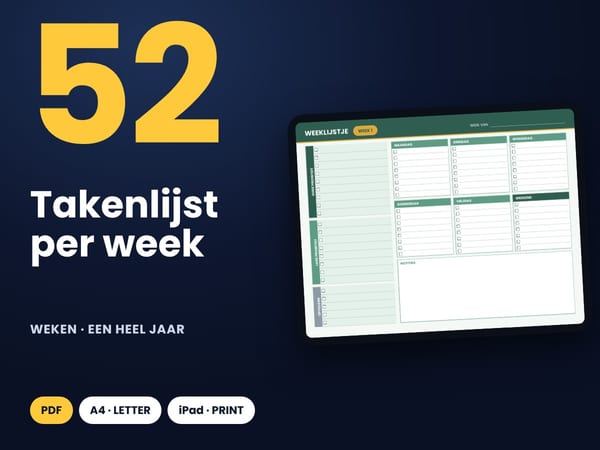 52
Takenlijst
per week
WEKEN · EEN HEEL JAAR
PDF
A4 · LETTER
iPad · PRINT
WEEKLIJSTJE
WEEK 1
WEEK VAN
MAANDAG
DINSDAG
WOENSDAG
DONDERDAG
VRIJDAG
WEEKEND
NOTITIES